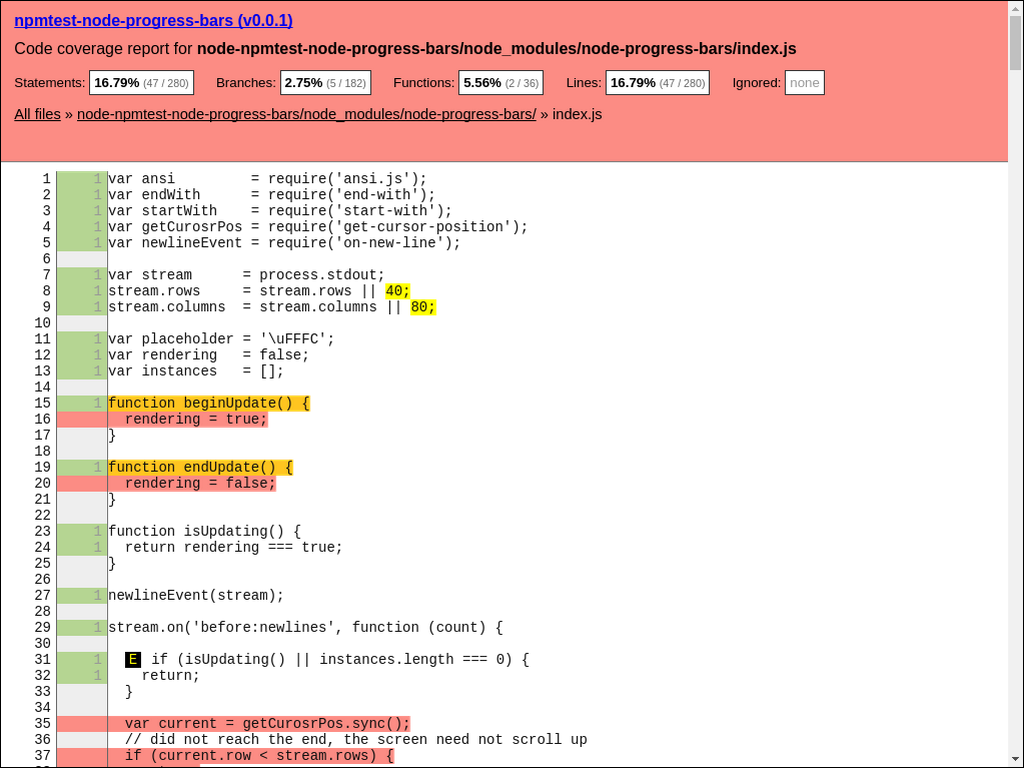 npmtest-node-progress-bars (v0.0.1)
Code coverage report for node-npmtest-node-progress-bars/node_modules/node-progress-bars/index.js
Statements: 16.79% (47 / 280) Branches: 2.75% (5 / 182) Functions: 5.56% (2 / 36) Lines: 16.79% (47 / 280) Ignored: none
All files » node-npmtest-node-progress-bars/node_modules/node-progress-bars/ » index.js
1 1 var ansi         = require('ansi.js');
2 1 var endWith      = require('end-with');
3 1 var startWith    = require('start-with');
4 1 var getCurosrPos = require('get-cursor-position');
5 1 var newlineEvent = require('on-new-line');
6
7 1 var stream      = process.stdout;
8 1 stream.rows     = stream.rows || 40;
9 1 stream.columns  = stream.columns || 80;
10
11 1 var placeholder = '\uFFFC';
12 1 var rendering   = false;
13 1 var instances   = [];
14
15 1 function beginUpdate() {
16   rendering = true;
17 }
18
19 1 function endUpdate() {
20   rendering = false;
21 }
22
23 1 function isUpdating() {
24 1   return rendering === true;
25 }
26
27 1 newlineEvent(stream);
28
29 1 stream.on('before:newlines', function (count) {
30
31 1   E if (isUpdating() || instances.length === 0) {
32 1     return;
33   }
34
35   var current = getCurosrPos.sync();
36   // did not reach the end, the screen need not scroll up
37   if (current.row < stream.rows) {